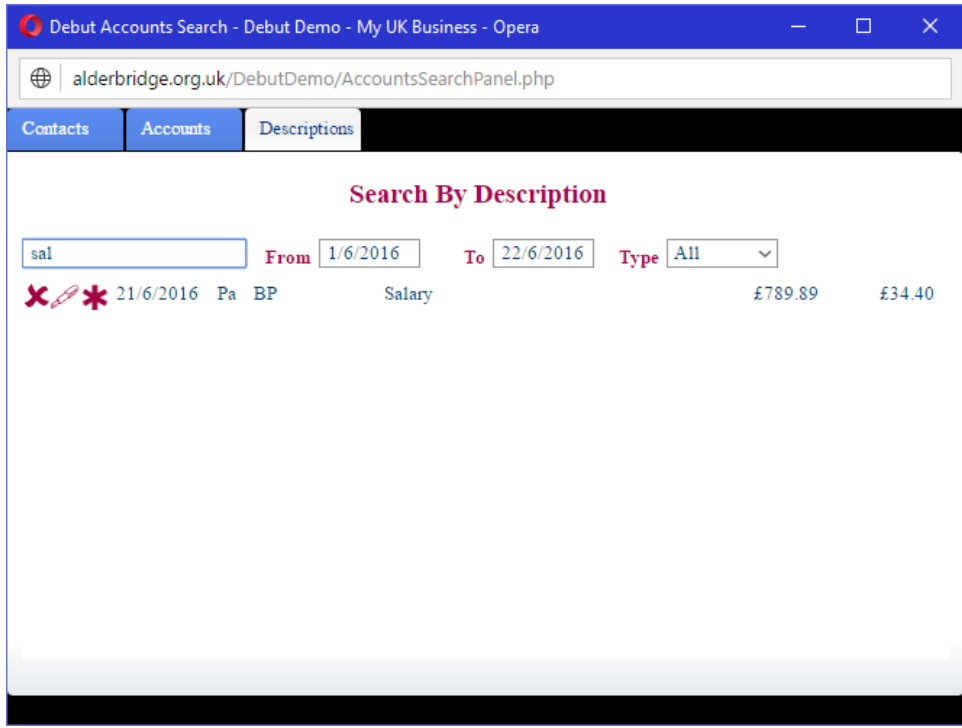 Debut Accounts Search - Debut Demo - My UK Business - Opera
alderbridge.org.uk/DebutDemo/AccountsSearchPanel.php
Contacts Accounts Descriptions
Search By Description
sal From 1/6/2016 To 22/6/2016 Type All
21/6/2016 Pa BP Salary £789.89 £34.40